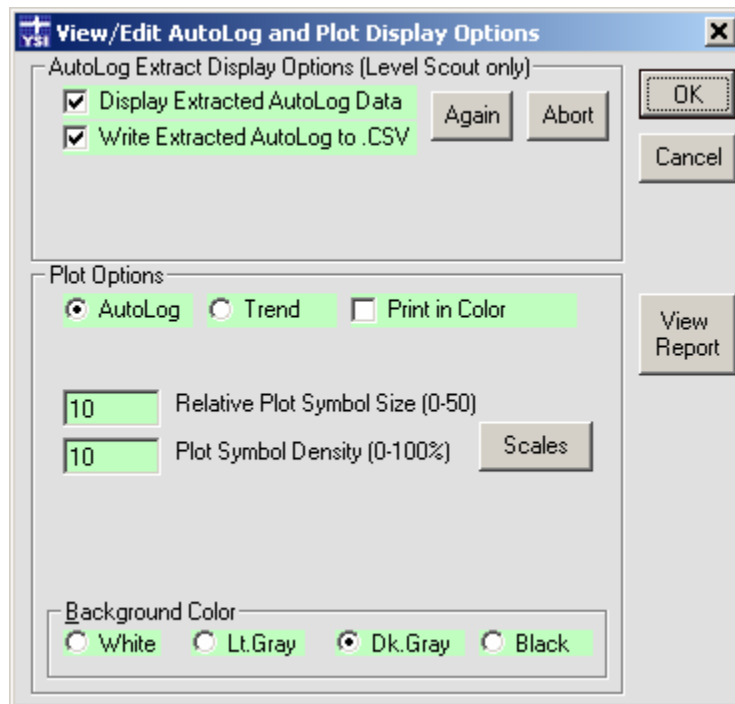 YSI View/Edit AutoLog and Plot Display Options
AutoLog Extract Display Options (Level Scout only)
Display Extracted AutoLog Data
Write Extracted AutoLog to .CSV
Again
Abort
OK
Cancel
Plot Options
AutoLog
Trend
Print in Color
View
Report
10
Relative Plot Symbol Size (0-50)
10
Plot Symbol Density (0-100%)
Scales
Background Color
White
Lt.Gray
Dk.Gray
Black